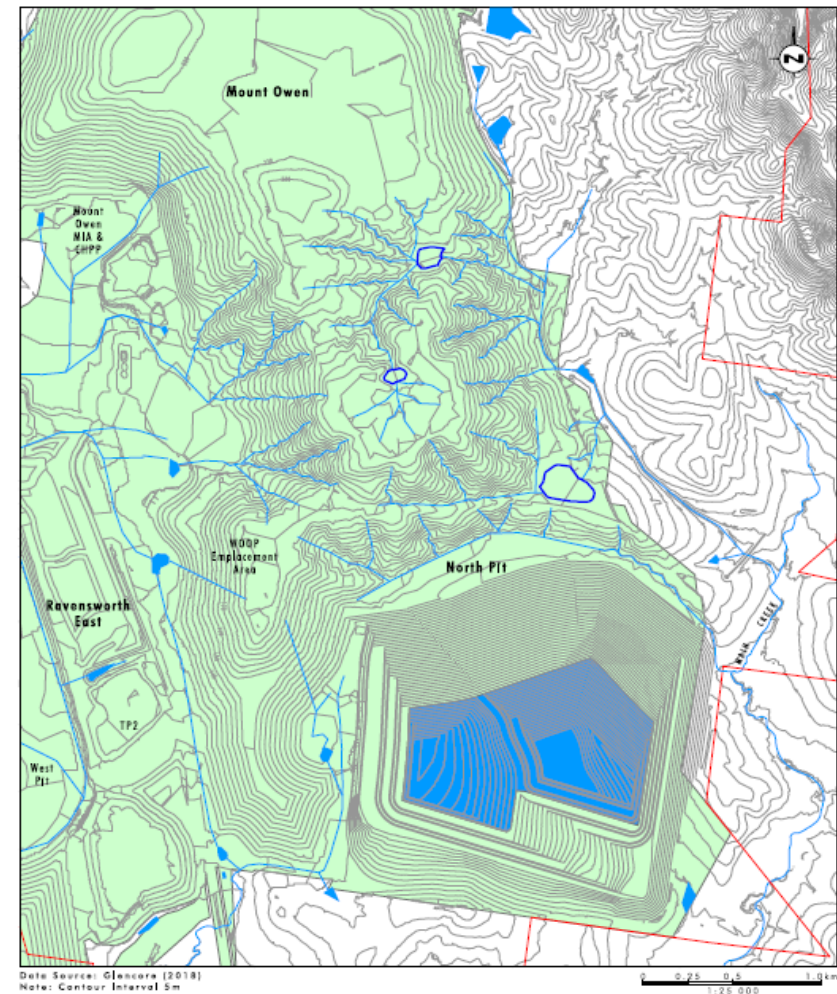 Mount Owen
Mount
Owen
MIA &
CHPP
WOOP
Emplacement
Area
North Pit
Ravensworth
East
MAIN CREEK
TP2
West
Pit
Data Source: Glencore (2018)
Note: Contour Interval 5m
0 0.25 0.5 1.0km
1:25 000
N